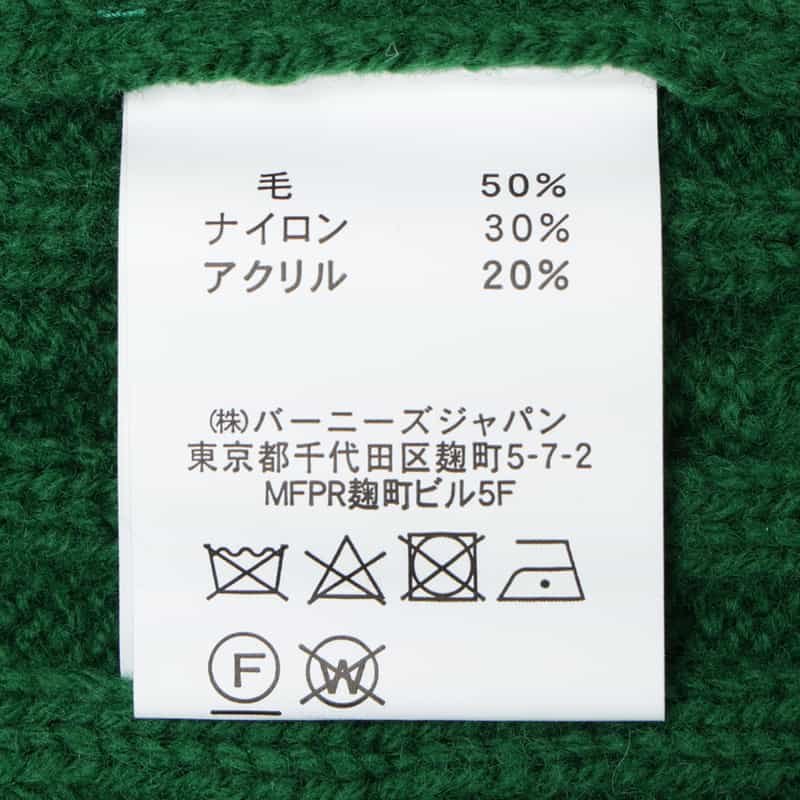 毛 50%
ナイロン 30%
アクリル 20%
(株)バーニーズジャパン
東京都千代田区麹町5-7-2
MFPR麹町ビル5F
F W